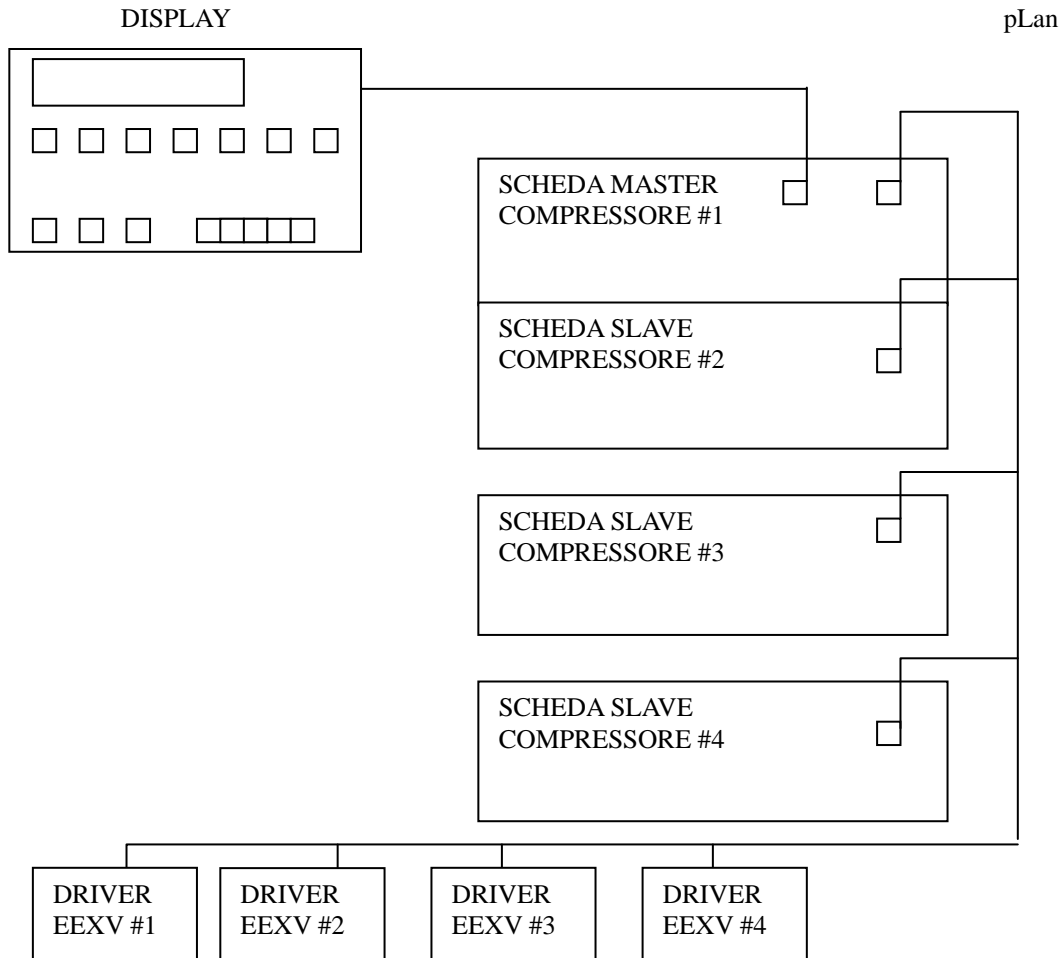 DISPLAY
pLan
SCHEDA MASTER
COMPRESSORE #1
SCHEDA SLAVE
COMPRESSORE #2
SCHEDA SLAVE
COMPRESSORE #3
SCHEDA SLAVE
COMPRESSORE #4
DRIVER
EEXV #1
DRIVER
EEXV #2
DRIVER
EEXV #3
DRIVER
EEXV #4